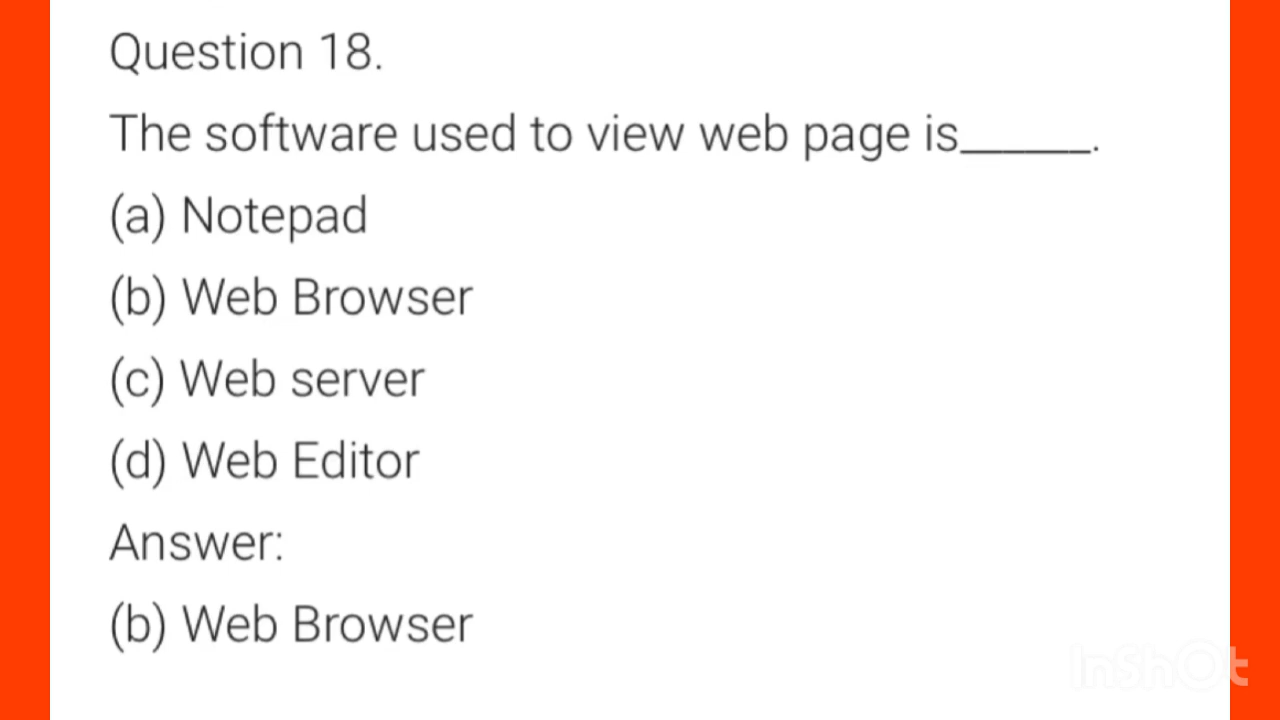 Question 18.
The software used to view web page is______.
(a) Notepad
(b) Web Browser
(c) Web server
(d) Web Editor
Answer:
(b) Web Browser
InShOt